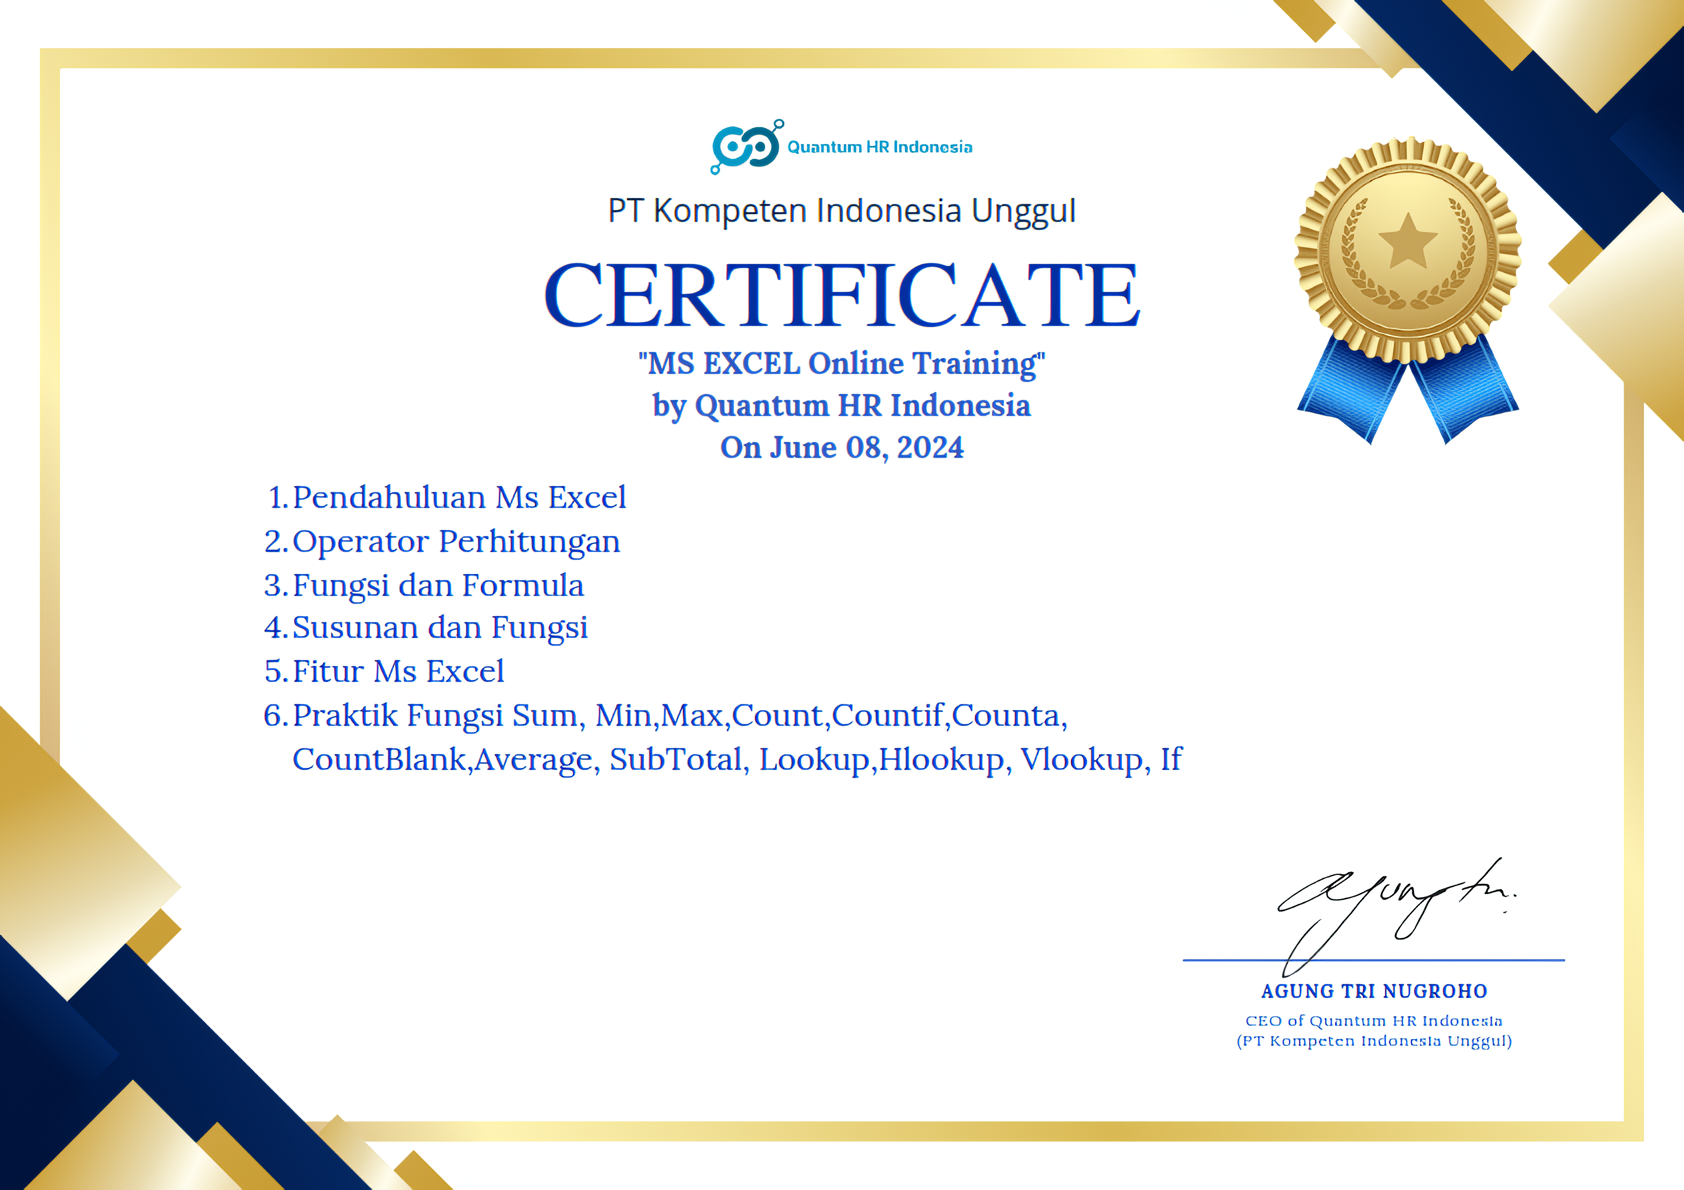 Quantum HR Indonesia
PT Kompeten Indonesia Unggul
CERTIFICATE
"MS EXCEL Online Training"
by Quantum HR Indonesia
On June 08, 2024
1. Pendahuluan Ms Excel
2. Operator Perhitungan
3. Fungsi dan Formula
4. Susunan dan Fungsi
5. Fitur Ms Excel
6. Praktik Fungsi Sum, Min,Max,Count,Countif,Counta,
CountBlank,Average, SubTotal, Lookup,Hlookup, Vlookup, If
Agung tri.
AGUNG TRI NUGROHO
CEO of Quantum HR Indonesia
(PT Kompeten Indonesia Unggul)